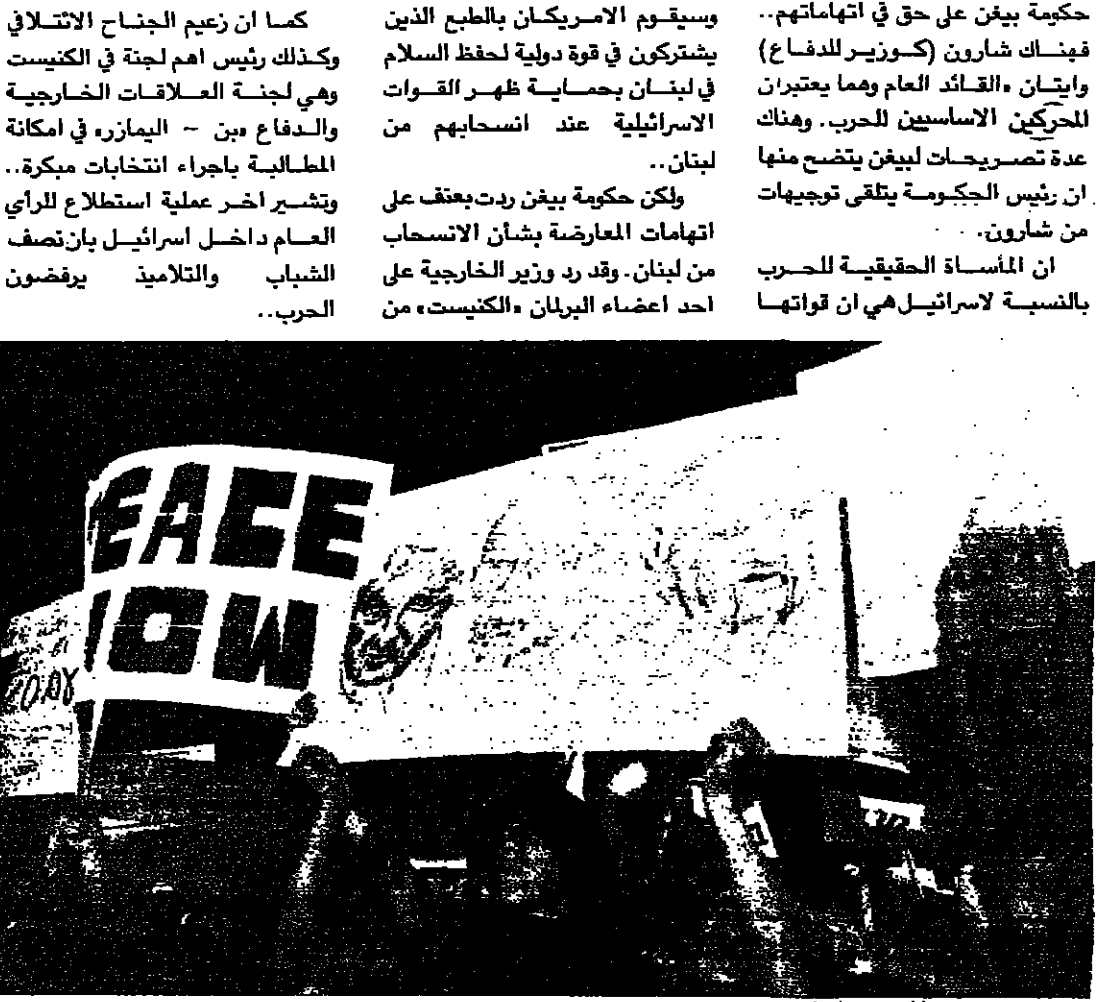 حكومة بيغن على حق في اتهاماتهم..
فهناك شارون (كوزير للدفاع)
وايتان «القائد العام وهما يعتبران
المحركين الاساسيين للحرب. وهناك
عدة تصريحات لبيغن يتضح منها
ان رئيس الحكومة يتلقى توجيهات
من شارون.
ان المأساة الحقيقية للحرب
بالنسبة لاسرائيل هي ان قواتها
وسيقوم الامريكان بالطبع الذين
يشتركون في قوة دولية لحفظ السلام
في لبنان بحماية ظهر القوات
الاسرائيلية عند انسحابهم من
لبنان..
ولكن حكومة بيغن ردت بعنف على
اتهامات المعارضة بشأن الانسحاب
من لبنان. وقد رد وزير الخارجية على
احد اعضاء البرلمان «الكنيست» من
كما ان زعيم الجناح الائتلافي
وكذلك رئيس اهم لجنة في الكنيست
وهي لجنة العلاقات الخارجية
والدفاع «بن ~ اليمازر» في امكانة
المطالبة باجراء انتخابات مبكرة..
وتشير اخر عملية استطلاع للرأي
العام داخل اسرائيل بان نصف
الشباب والتلاميذ يرفضون
الحرب..
PEACE
NOW